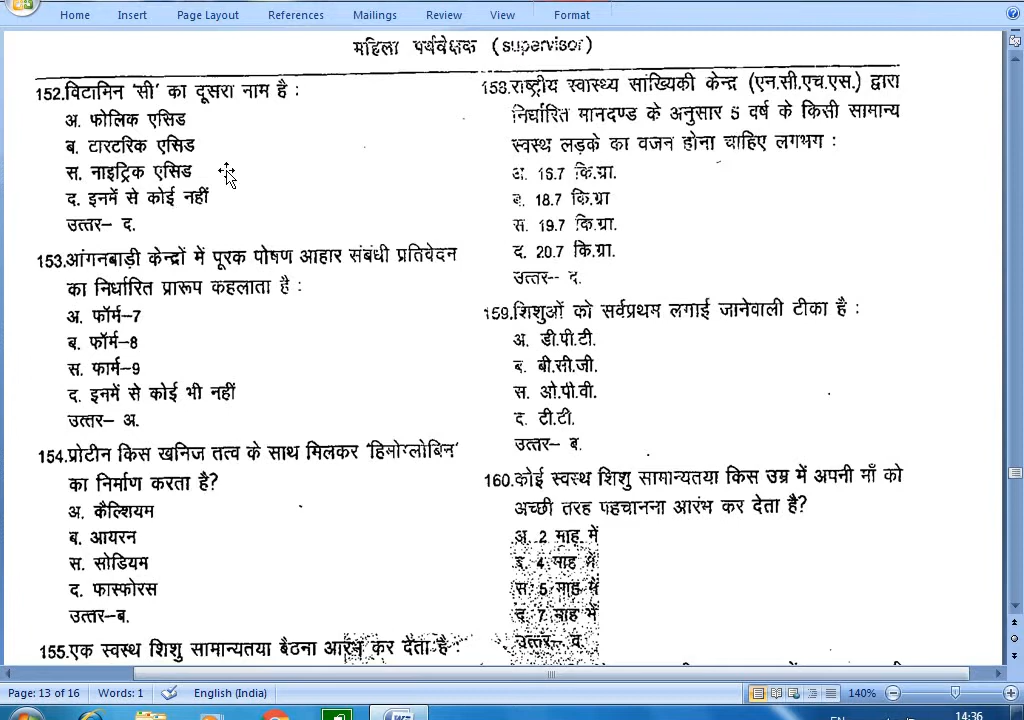 Home Insert Page Layout References Mailings Review View Format
महिला पर्यवेक्षक (supervisor)
152.विटामिन 'सी' का दूसरा नाम है :
अ. फोलिक एसिड
ब. टारटरिक एसिड
स. नाइट्रिक एसिड
द. इनमें से कोई नहीं
उत्तर– द.
153.आंगनबाड़ी केन्द्रों में पूरक पोषण आहार संबंधी प्रतिवेदन
का निर्धारित प्रारूप कहलाता है :
अ. फॉर्म–7
ब. फॉर्म–8
स. फार्म–9
द. इनमें से कोई भी नहीं
उत्तर– अ.
154.प्रोटीन किस खनिज तत्व के साथ मिलकर 'हिमोग्लोबिन'
का निर्माण करता है?
अ. कैल्शियम
ब. आयरन
स. सोडियम
द. फास्फोरस
उत्तर–ब.
155.एक स्वस्थ शिशु सामान्यतया बैठना आरंभ कर देता है :
158.राष्ट्रीय स्वास्थ्य सांख्यिकी केन्द्र (एन.सी.एच.एस.) द्वारा
निर्धारित मानदण्ड के अनुसार 5 वर्ष के किसी सामान्य
स्वस्थ लड़के का वजन होना चाहिए लगभग :
अ. 16.7 कि.ग्रा.
ब. 18.7 कि.ग्रा
स. 19.7 कि.ग्रा.
द. 20.7 कि.ग्रा.
उत्तर-- द.
159.शिशुओं को सर्वप्रथम लगाई जानेवाली टीका है :
अ. डी.पी.टी.
ब. बी.सी.जी.
स. ओ.पी.वी.
द. टी.टी.
उत्तर– ब.
160.कोई स्वस्थ शिशु सामान्यतया किस उम्र में अपनी माँ को
अच्छी तरह पहचानना आरंभ कर देता है?
अ. 2 माह में
ब. 4 माह में
स. 5 माह में
द. 7 माह में
उत्तर–
Page: 13 of 16 Words: 1 English (India) 140%
14:36